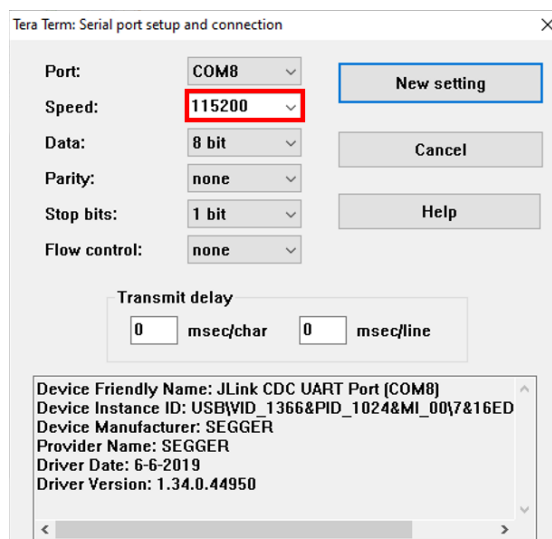 Tera Term: Serial port setup and connection
Port: COM8 New setting
Speed: 115200
Data: 8 bit Cancel
Parity: none
Stop bits: 1 bit Help
Flow control: none
Transmit delay
0 msec/char 0 msec/line
Device Friendly Name: JLink CDC UART Port (COM8)
Device Instance ID: USB\VID_1366&PID_1024&MI_00\7&16ED
Device Manufacturer: SEGGER
Provider Name: SEGGER
Driver Date: 6-6-2019
Driver Version: 1.34.0.44950